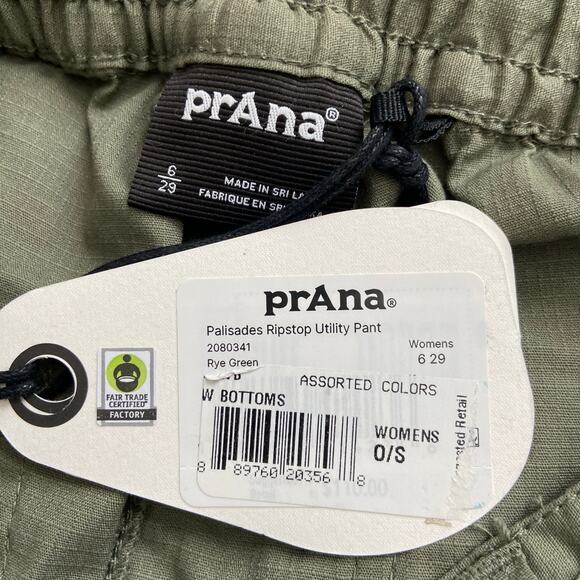 prAna®
6
29
MADE IN SRI LA
FABRIQUE EN SRI
prAna®
Palisades Ripstop Utility Pant
2080341
Womens
Rye Green
6 29
ASSORTED COLORS
W BOTTOMS
WOMENS
O/S
8 89760 20356 8
FAIR TRADE
CERTIFIED
FACTORY
Retail